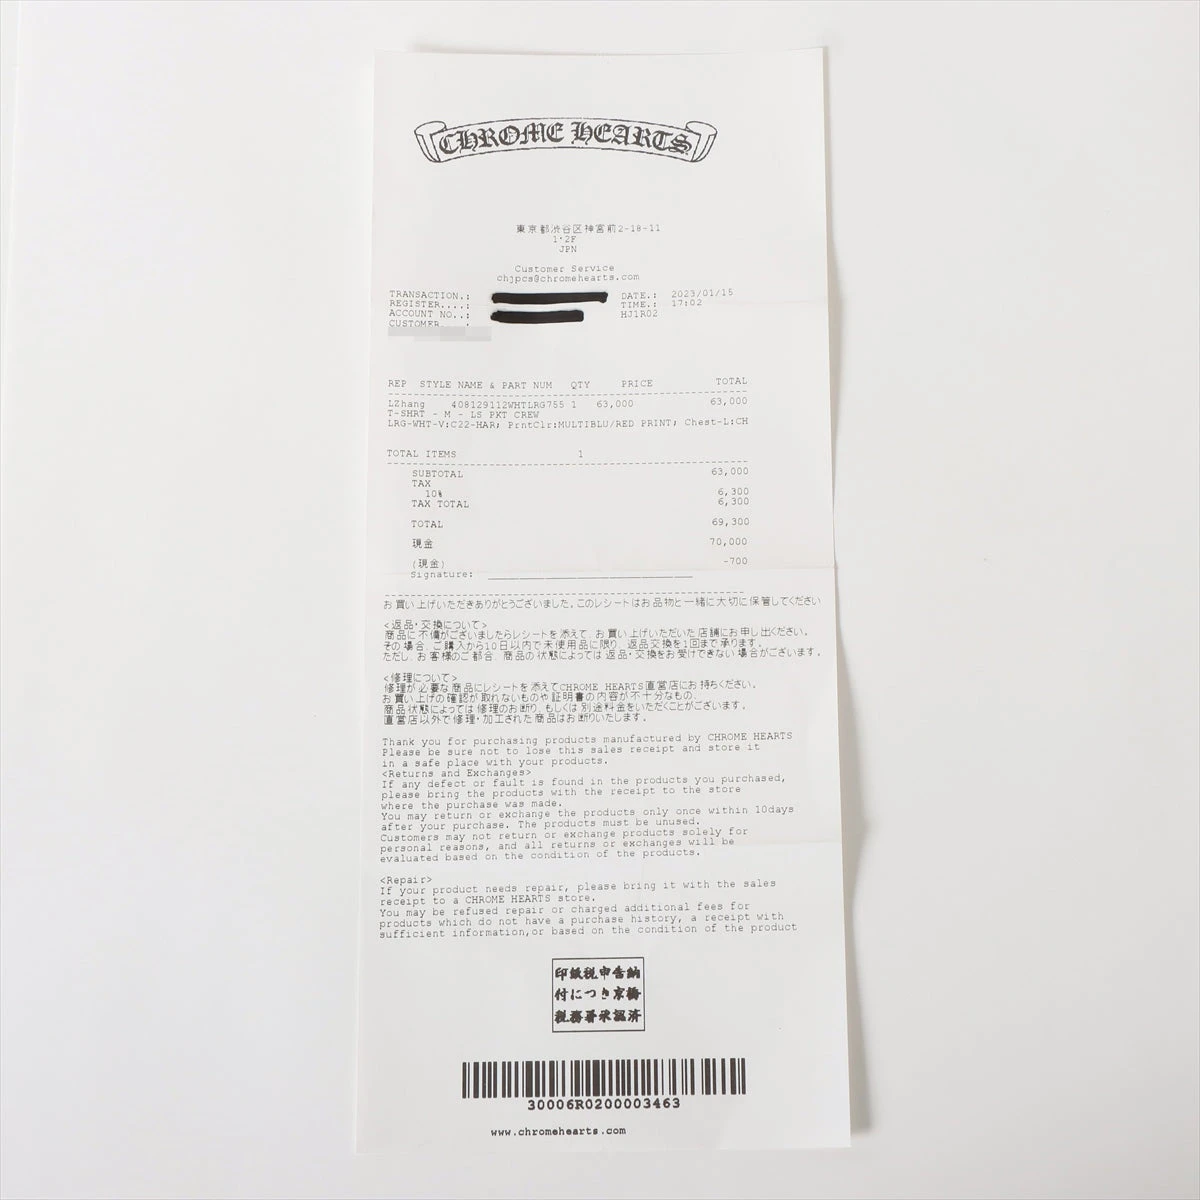 CHROME HEARTS
東京都渋谷区神宮前2-18-11
1'2F
JPN
Customer Service
chjpcs@chromehearts.com
TRANSACTION.: DATE.: 2023/01/15
REGISTER....: TIME.: 17:02
ACCOUNT NO..: HJ1R02
CUSTOMER....:
REP STYLE NAME & PART NUM QTY PRICE TOTAL
LZhang 408129112WHTLRG755 1 63,000 63,000
T-SHRT - M - LS PKT CREW
LRG-WHT-V:C22-HAR; PrntClr:MULTIBLU/RED PRINT; Chest-L:CH
TOTAL ITEMS 1
SUBTOTAL 63,000
TAX
10% 6,300
TAX TOTAL 6,300
TOTAL 69,300
現金 70,000
(現金) -700
Signature: ____________________
お買い上げいただきありがとうございました。このレシートはお品物と一緒に大切に保管してください
<返品・交換について>
商品に不備がございましたらレシートを添えて、お買い上げいただいた店舗にお申し出ください。
その場合、ご購入から10日以内で未使用品に限り、返品交換を1回まで承ります。
ただし、お客様のご都合、商品の状態によっては返品・交換をお受けできない場合がございます。
<修理について>
修理が必要な商品にレシートを添えてCHROME HEARTS直営店にお持ちください。
お買い上げの確認が取れないものや証明書の内容が不十分なもの、
商品状態によっては修理のお断り、もしくは別途料金をいただくことがございます。
直営店以外で修理・加工された商品はお断りいたします。
Thank you for purchasing products manufactured by CHROME HEARTS
Please be sure not to lose this sales receipt and store it
in a safe place with your products.
<Returns and Exchanges>
If any defect or fault is found in the products you purchased,
please bring the products with the receipt to the store
where the purchase was made.
You may return or exchange the products only once within 10days
after your purchase. The products must be unused.
Customers may not return or exchange products solely for
personal reasons, and all returns or exchanges will be
evaluated based on the condition of the products.
<Repair>
If your product needs repair, please bring it with the sales
receipt to a CHROME HEARTS store.
You may be refused repair or charged additional fees for
products which do not have a purchase history, a receipt with
sufficient information,or based on the condition of the product
印紙税申告納
付につき京橋
税務署承認済
30006R0200003463
www.chromehearts.com